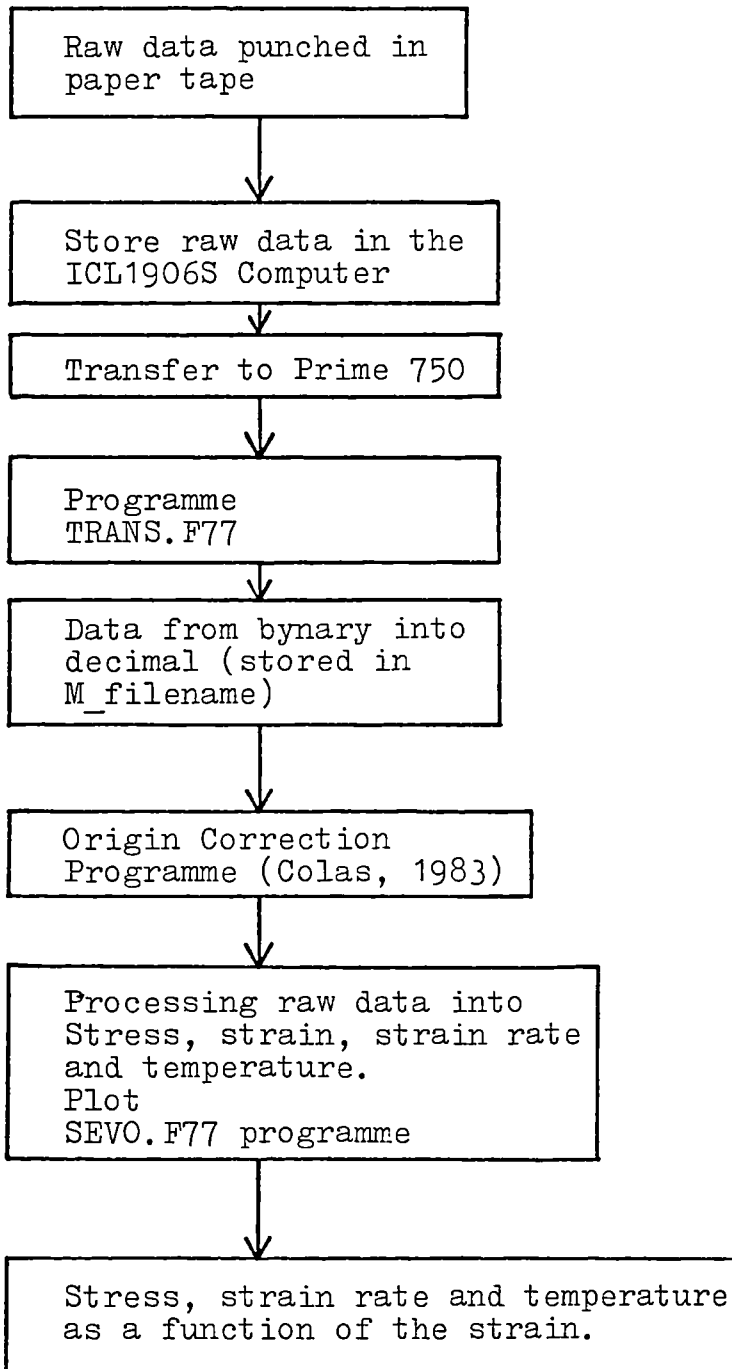 Raw data punched in
paper tape
Store raw data in the
ICL1906S Computer
Transfer to Prime 750
Programme
TRANS.F77
Data from bynary into
decimal (stored in
M_filename)
Origin Correction
Programme (Colas, 1983)
Processing raw data into
Stress, strain, strain rate
and temperature.
Plot
SEVO.F77 programme
Stress, strain rate and temperature
as a function of the strain.